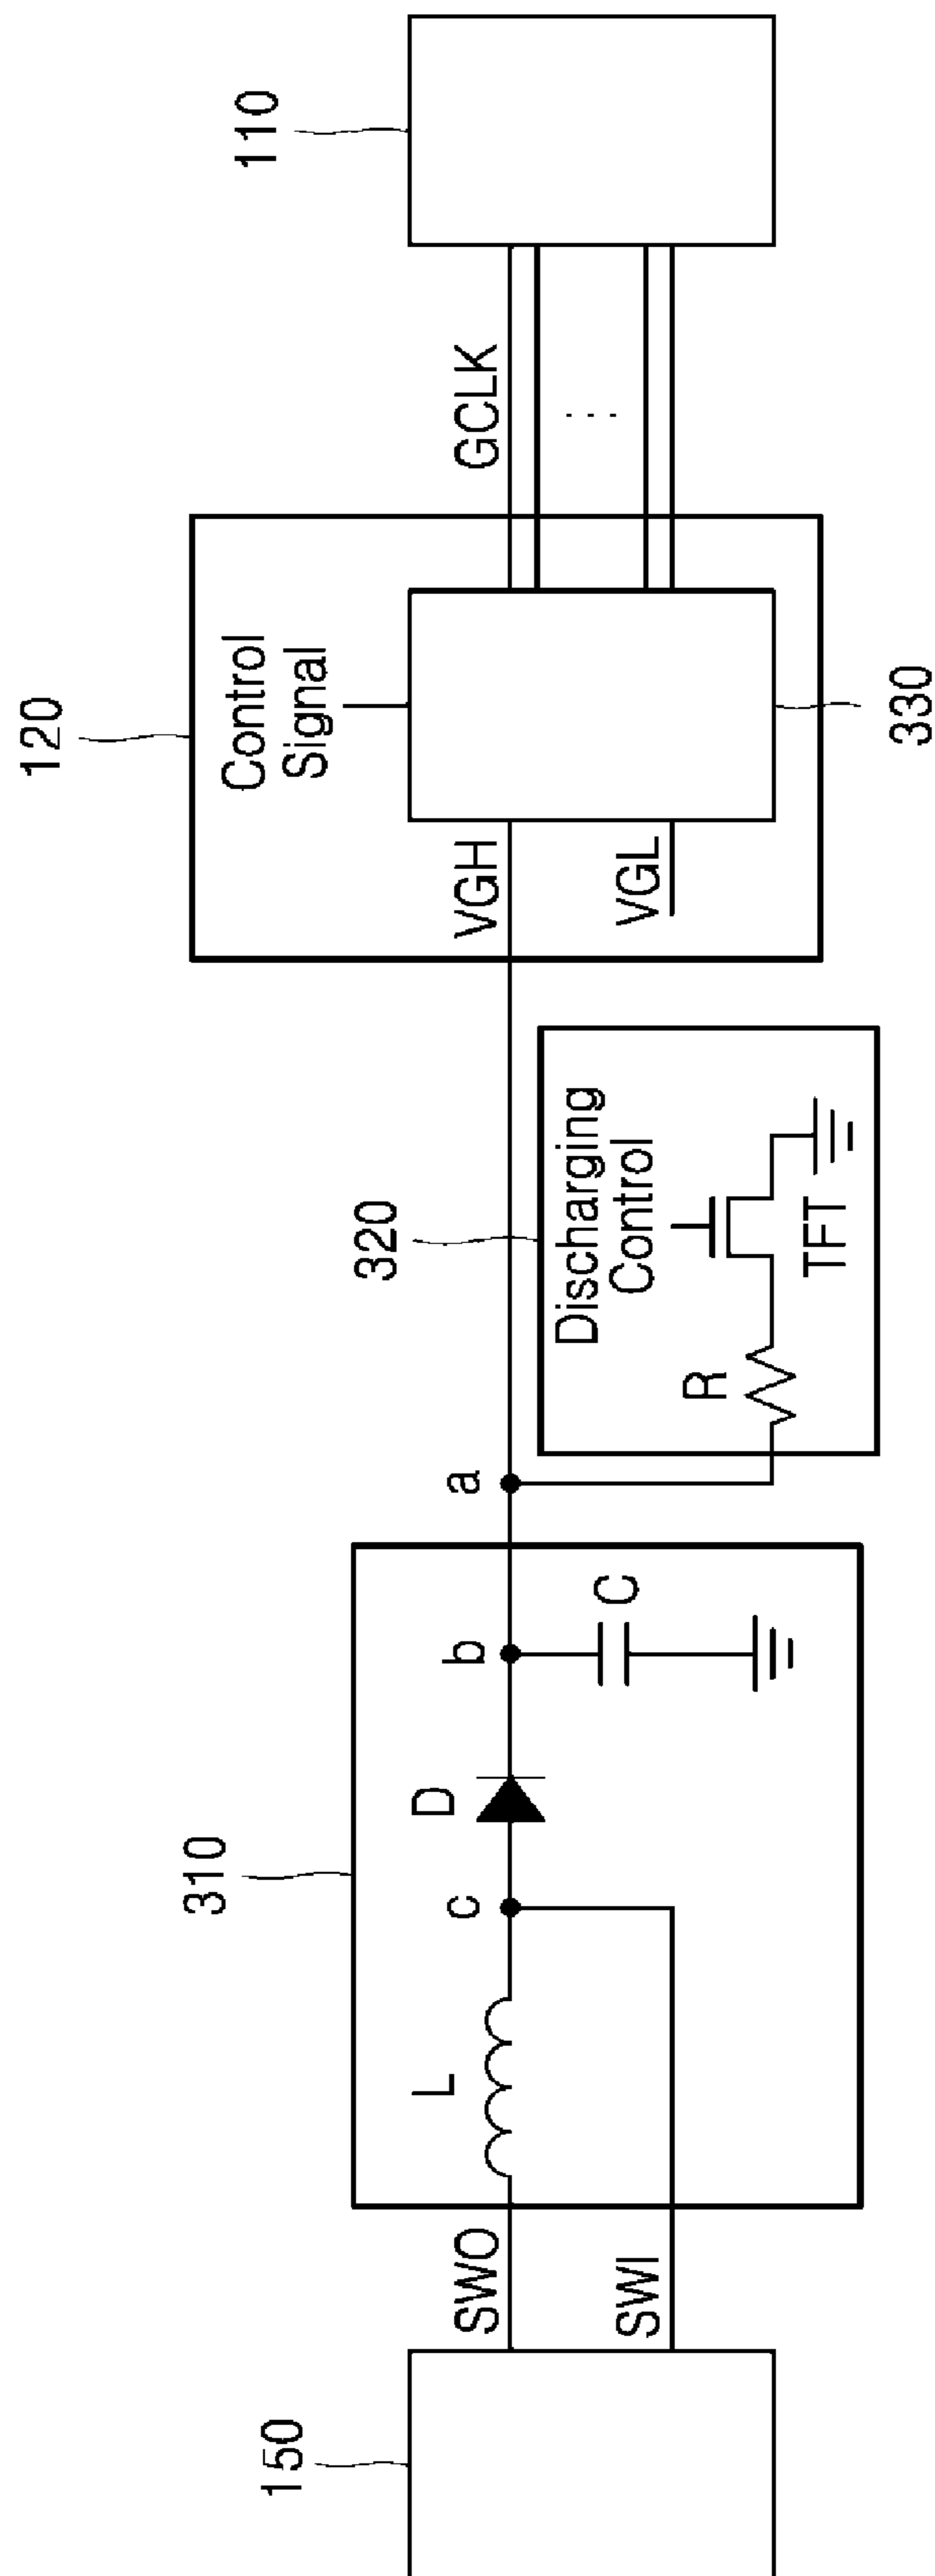 150
SWO
SWI
310
L
c
D
b
C
a
320
Discharging
Control
R
TFT
120
VGH
VGL
Control
Signal
330
GCLK
. . .
110